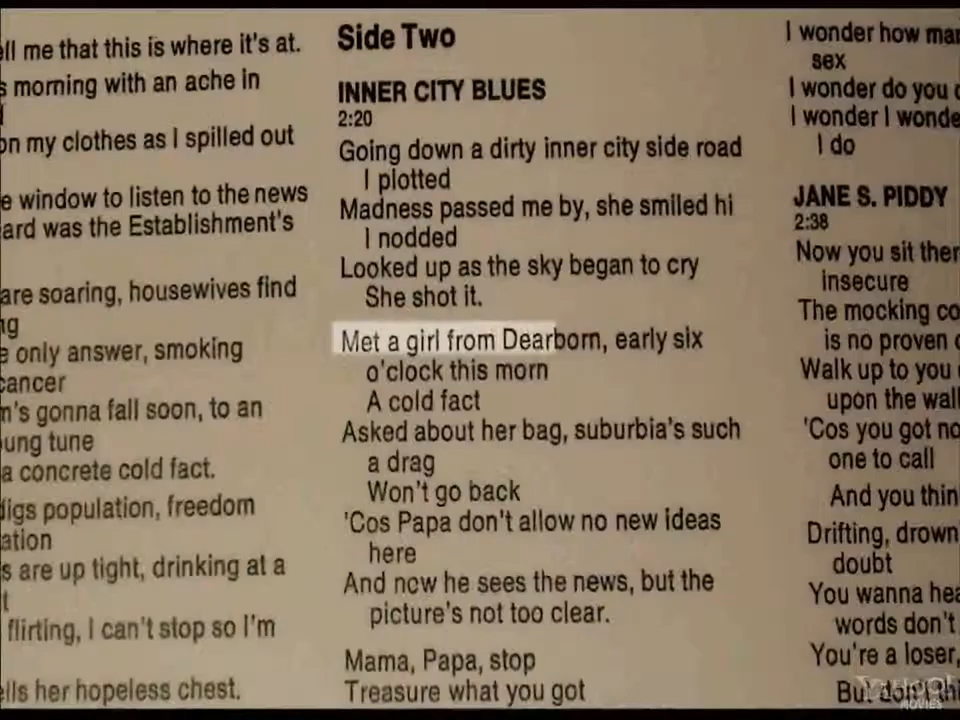 ell me that this is where it's at.
s morning with an ache in
on my clothes as I spilled out
e window to listen to the news
ard was the Establishment's
are soaring, housewives find
ng
e only answer, smoking
cancer
m's gonna fall soon, to an
oung tune
a concrete cold fact.
digs population, freedom
ation
s are up tight, drinking at a
t
flirting, I can't stop so I'm
ells her hopeless chest.
Side Two
INNER CITY BLUES
2:20
Going down a dirty inner city side road
I plotted
Madness passed me by, she smiled hi
I nodded
Looked up as the sky began to cry
She shot it.
Met a girl from Dearborn, early six
o'clock this morn
A cold fact
Asked about her bag, suburbia's such
a drag
Won't go back
'Cos Papa don't allow no new ideas
here
And now he sees the news, but the
picture's not too clear.
Mama, Papa, stop
Treasure what you got
I wonder how man
sex
I wonder do you
I wonder I wonde
I do
JANE S. PIDDY
2:38
Now you sit ther
insecure
The mocking co
is no proven
Walk up to you
upon the wall
'Cos you got no
one to call
And you thin
Drifting, drown
doubt
You wanna hea
words don't
You're a loser,
But don't thi
YAHOO!
MOVIES